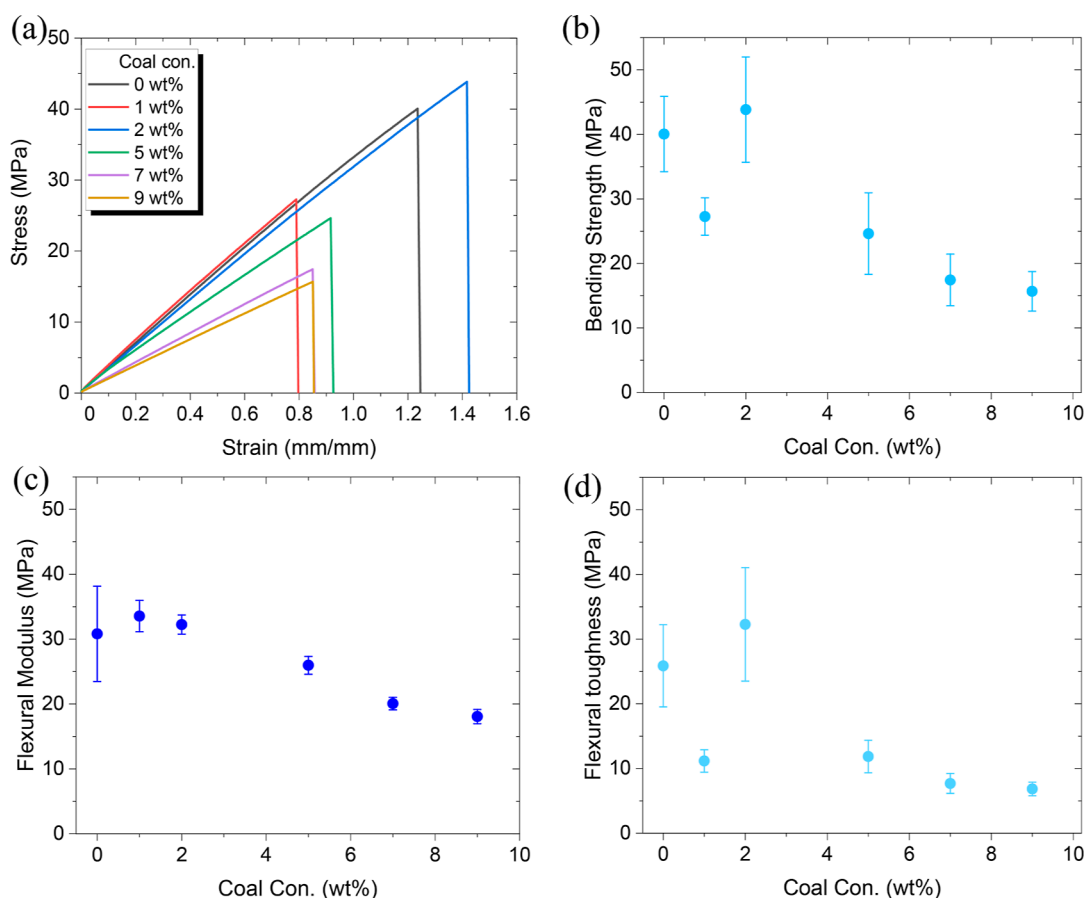 (a)
50
40
30
20
10
0
Stress (MPa)
Coal con.
0 wt%
1 wt%
2 wt%
5 wt%
7 wt%
9 wt%
0 0.2 0.4 0.6 0.8 1.0 1.2 1.4 1.6
Strain (mm/mm)
(b)
50
40
30
20
10
0
Bending Strength (MPa)
0 2 4 6 8 10
Coal Con. (wt%)
(c)
50
40
30
20
10
0
Flexural Modulus (MPa)
0 2 4 6 8 10
Coal Con. (wt%)
(d)
50
40
30
20
10
0
Flexural toughness (MPa)
0 2 4 6 8 10
Coal Con. (wt%)